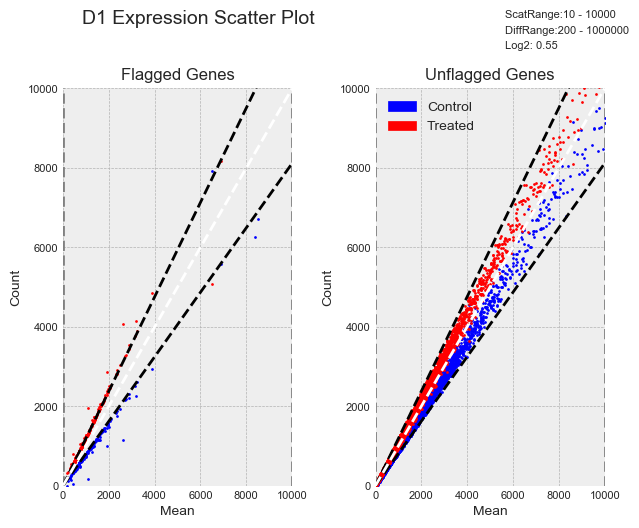 D1 Expression Scatter Plot
ScatRange:10 - 10000
DiffRange:200 - 1000000
Log2: 0.55
Flagged Genes
Unflagged Genes
Control
Treated
10000
8000
6000
4000
2000
0
Count
0 2000 4000 6000 8000 10000
Mean
10000
8000
6000
4000
2000
0
Count
0 2000 4000 6000 8000 10000
Mean